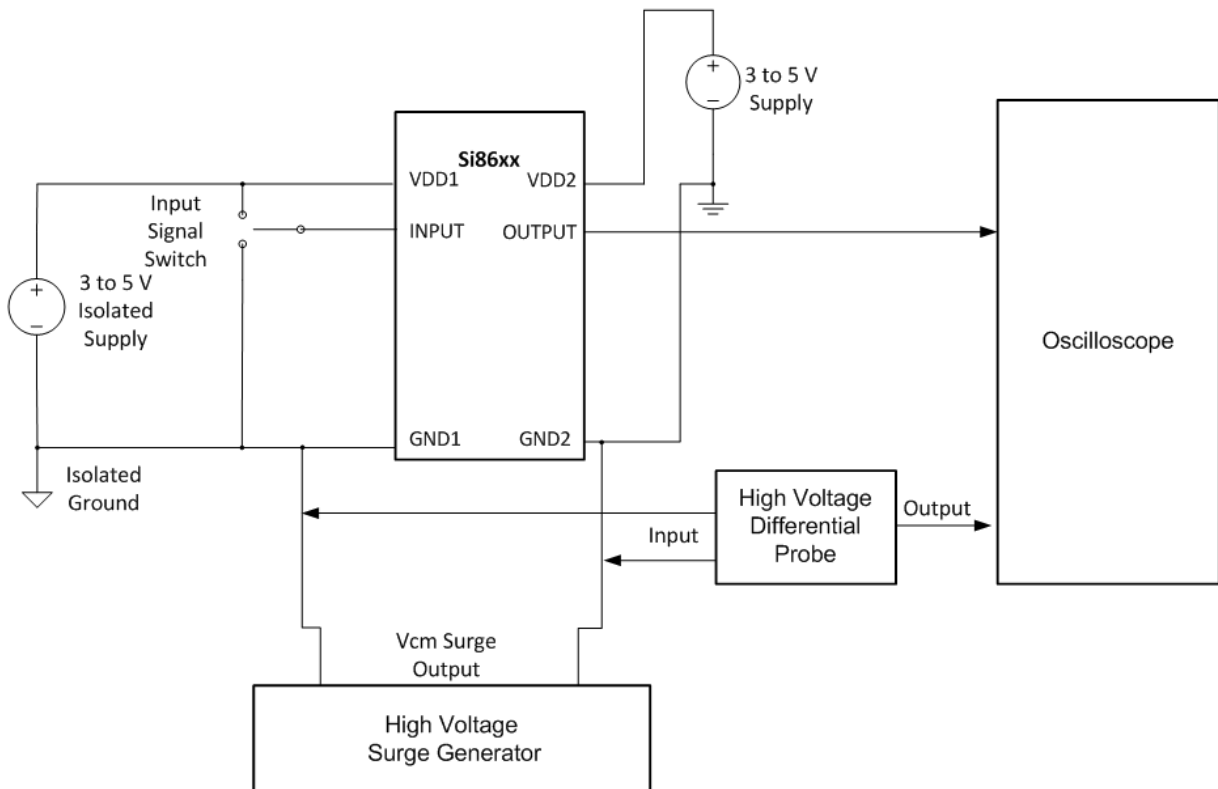 3 to 5 V
Supply
+
−
Si86xx
VDD1
VDD2
Input
Signal
Switch
INPUT
OUTPUT
3 to 5 V
Isolated
Supply
+
−
Oscilloscope
GND1
GND2
Isolated
Ground
High Voltage
Differential
Probe
Input
Output
Vcm Surge
Output
High Voltage
Surge Generator